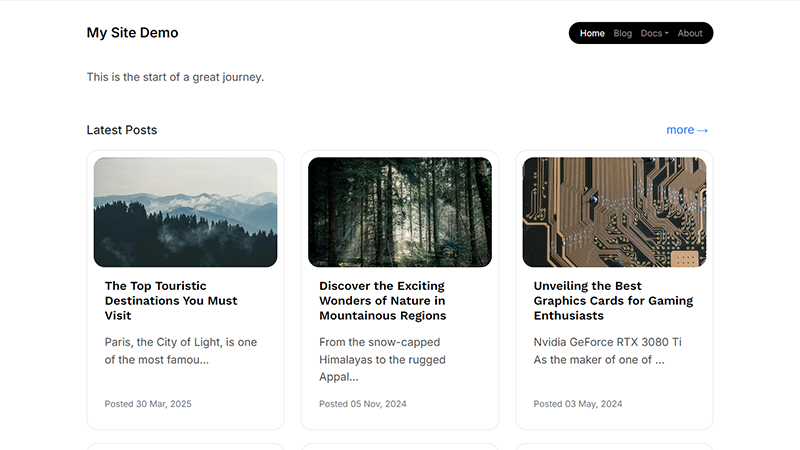 My Site Demo
Home Blog Docs About
This is the start of a great journey.
Latest Posts
more →
The Top Touristic
Destinations You Must
Visit
Paris, the City of Light, is one
of the most famou...
Posted 30 Mar, 2025
Discover the Exciting
Wonders of Nature in
Mountainous Regions
From the snow-capped
Himalayas to the rugged
Appal...
Posted 05 Nov, 2024
Unveiling the Best
Graphics Cards for Gaming
Enthusiasts
Nvidia GeForce RTX 3080 Ti
As the maker of one of ...
Posted 03 May, 2024